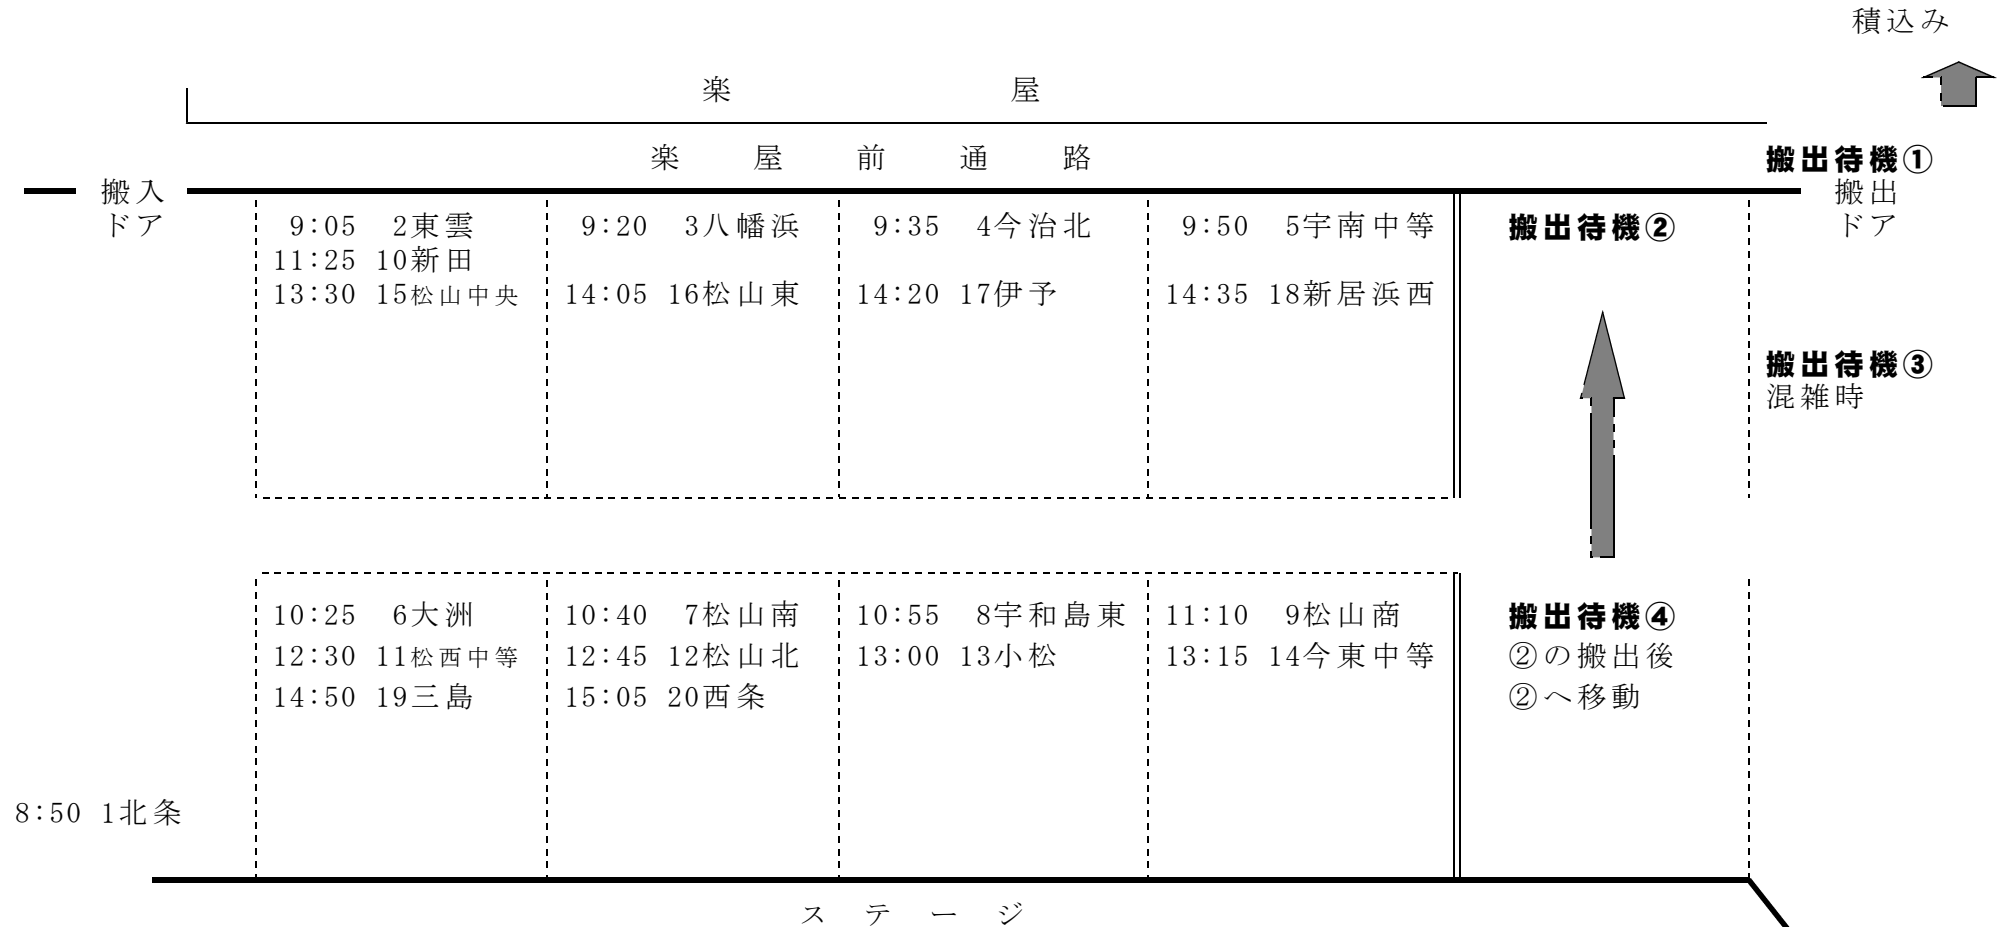 積込み
楽屋
楽屋前通路
搬出待機①
搬入
ドア
搬出
ドア
9:05 2東雲
11:25 10新田
13:30 15松山中央
9:20 3八幡浜
14:05 16松山東
9:35 4今治北
14:20 17伊予
9:50 5宇南中等
14:35 18新居浜西
搬出待機②
搬出待機③
混雑時
10:25 6大洲
12:30 11松西中等
14:50 19三島
10:40 7松山南
12:45 12松山北
15:05 20西条
10:55 8宇和島東
13:00 13小松
11:10 9松山商
13:15 14今東中等
搬出待機④
②の搬出後
②へ移動
8:50 1北条
ステージ